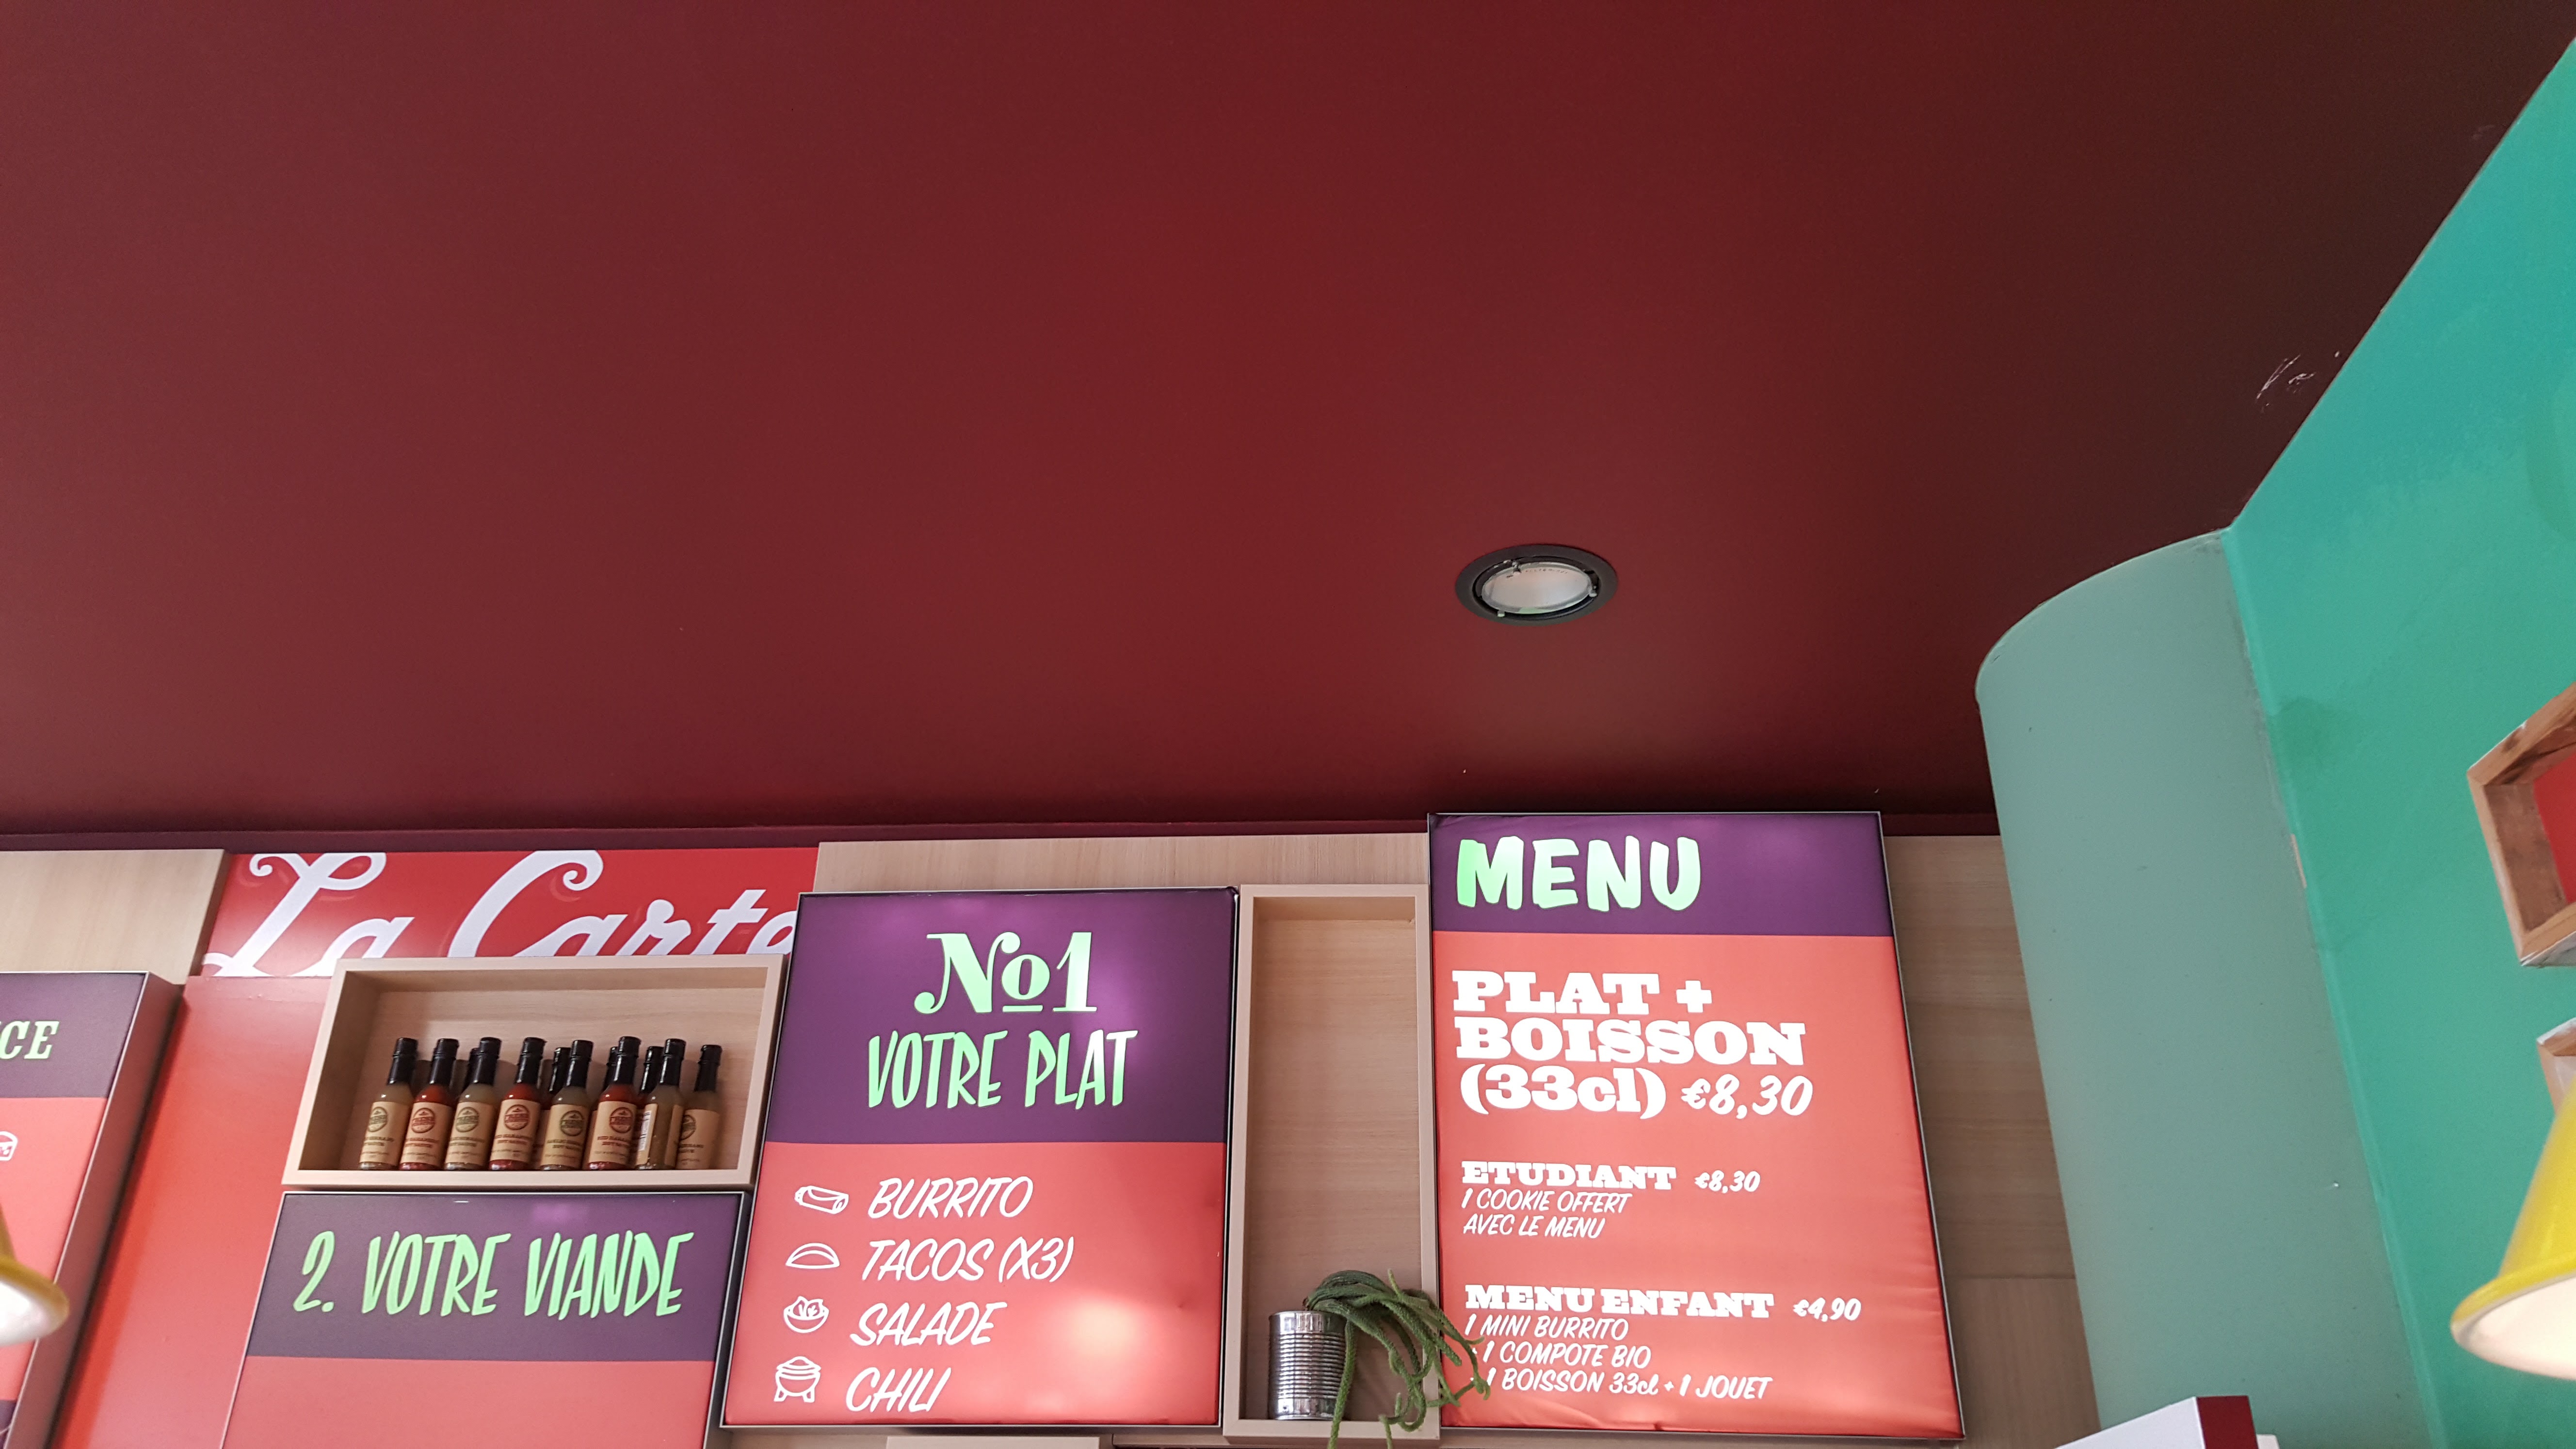 La Carte
CE
2. VOTRE VIANDE
No1
VOTRE PLAT
BURRITO
TACOS (X3)
SALADE
CHILI
MENU
PLAT +
BOISSON
(33cl) €8,30
ETUDIANT €8,30
1 COOKIE OFFERT
AVEC LE MENU
MENU ENFANT €4,90
1 MINI BURRITO
1 COMPOTE BIO
1 BOISSON 33cl + 1 JOUET